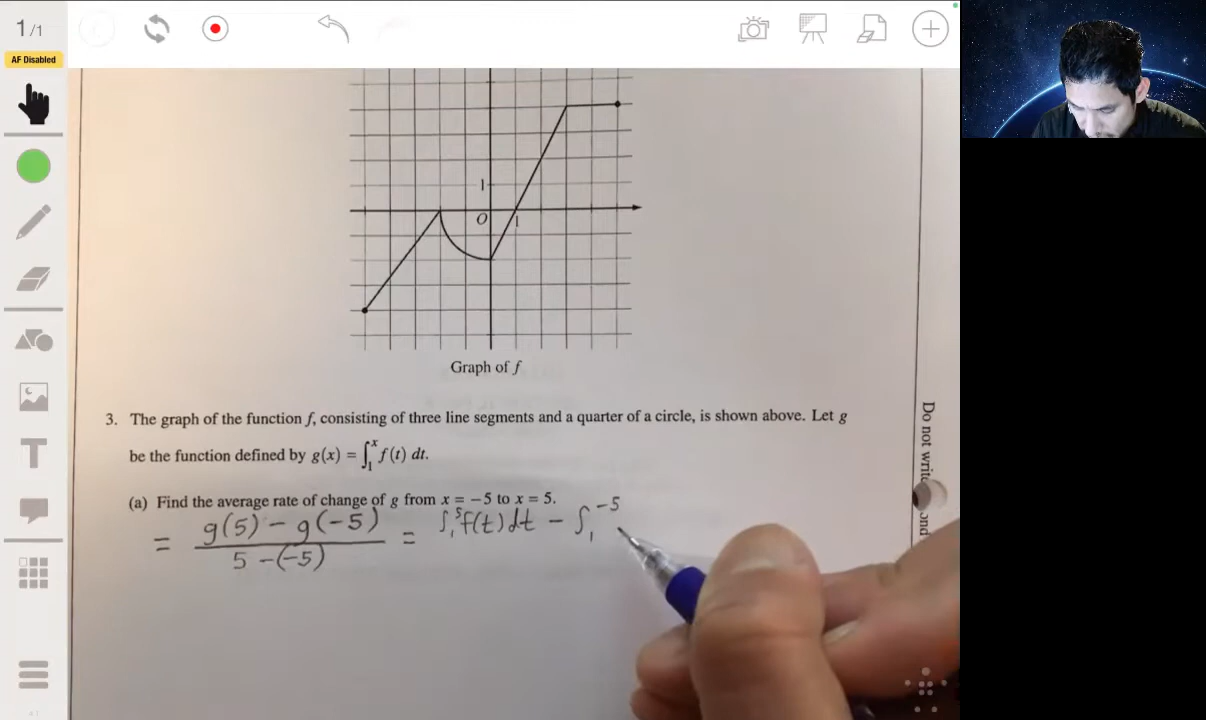 1/1
AF Disabled
1
O
1
Graph of f
3. The graph of the function f, consisting of three line segments and a quarter of a circle, is shown above. Let g
be the function defined by g(x) = ∫₁ˣ f(t) dt.
(a) Find the average rate of change of g from x = −5 to x = 5.
= g(5) − g(−5) / 5 − (−5) = ∫₁⁵ f(t) dt − ∫₁⁻⁵
Do not write
T